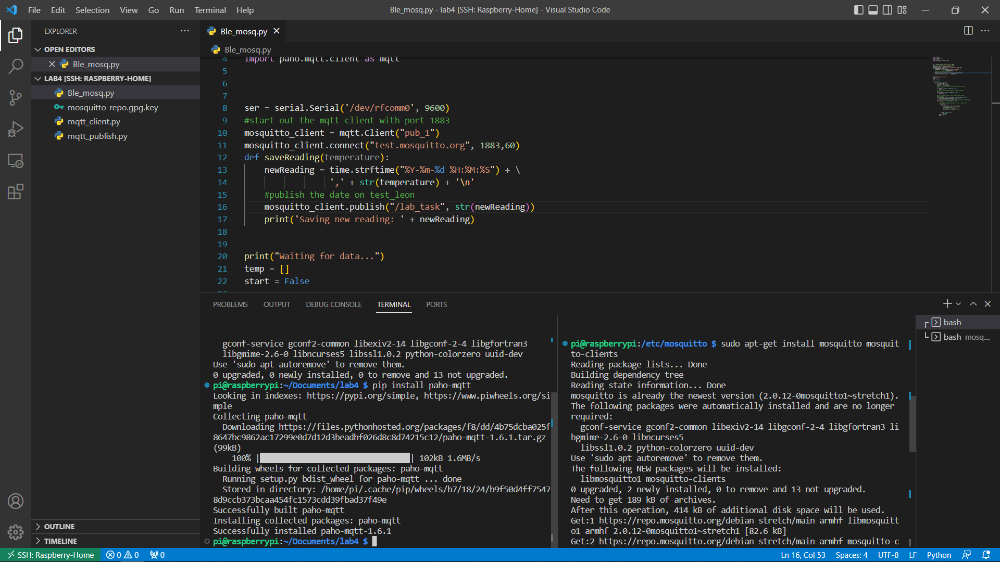 File Edit Selection View Go Run Terminal Help
Ble_mosq.py - lab4 [SSH: Raspberry-Home] - Visual Studio Code
EXPLORER
OPEN EDITORS
Ble_mosq.py
LAB4 [SSH: RASPBERRY-HOME]
Ble_mosq.py
mosquitto-repo.gpg.key
mqtt_client.py
mqtt_publish.py
OUTLINE
TIMELINE
Ble_mosq.py
Ble_mosq.py
4 import paho.mqtt.client as mqtt
5
6
7
8 ser = serial.Serial('/dev/rfcomm0', 9600)
9 #start out the mqtt client with port 1883
10 mosquitto_client = mqtt.Client("pub_1")
11 mosquitto_client.connect("test.mosquitto.org", 1883,60)
12 def saveReading(temperature):
13 newReading = time.strftime("%Y-%m-%d %H:%M:%S") + \
14 ',' + str(temperature) + '\n'
15 #publish the date on test_leon
16 mosquitto_client.publish("/lab_task", str(newReading))
17 print('Saving new reading: ' + newReading)
18
19
20 print("Waiting for data...")
21 temp = []
22 start = False
PROBLEMS OUTPUT DEBUG CONSOLE TERMINAL PORTS
gconf-service gconf2-common libexiv2-14 libgconf-2-4 libgfortran3
libgmime-2.6-0 libncurses5 libssl1.0.2 python-colorzero uuid-dev
Use 'sudo apt autoremove' to remove them.
0 upgraded, 0 newly installed, 0 to remove and 13 not upgraded.
pi@raspberrypi:~/Documents/lab4 $ pip install paho-mqtt
Looking in indexes: https://pypi.org/simple, https://www.piwheels.org/si
mple
Collecting paho-mqtt
Downloading https://files.pythonhosted.org/packages/f8/dd/4b75dcba025f
8647bc9862ac17299e0d7d12d3beadbf026d8c8d74215c12/paho-mqtt-1.6.1.tar.gz
(99kB)
100% | | 102kB 1.6MB/s
Building wheels for collected packages: paho-mqtt
Running setup.py bdist_wheel for paho-mqtt ... done
Stored in directory: /home/pi/.cache/pip/wheels/b7/18/24/b9f50d4ff7547
8d9ccb373bcaa454fc1573cdd39fbad37f49e
Successfully built paho-mqtt
Installing collected packages: paho-mqtt
Successfully installed paho-mqtt-1.6.1
pi@raspberrypi:~/Documents/lab4 $
pi@raspberrypi:/etc/mosquitto $ sudo apt-get install mosquitto mosquit
to-clients
Reading package lists... Done
Building dependency tree
Reading state information... Done
mosquitto is already the newest version (2.0.12-0mosquitto1~stretch1).
The following packages were automatically installed and are no longer
required:
gconf-service gconf2-common libexiv2-14 libgconf-2-4 libgfortran3 li
bgmime-2.6-0 libncurses5
libssl1.0.2 python-colorzero uuid-dev
Use 'sudo apt autoremove' to remove them.
The following NEW packages will be installed:
libmosquitto1 mosquitto-clients
0 upgraded, 2 newly installed, 0 to remove and 13 not upgraded.
Need to get 189 kB of archives.
After this operation, 414 kB of additional disk space will be used.
Get:1 https://repo.mosquitto.org/debian stretch/main armhf libmosquitt
o1 armhf 2.0.12-0mosquitto1~stretch1 [82.6 kB]
Get:2 https://repo.mosquitto.org/debian stretch/main armhf mosquitto-c
bash
bash mosq...
SSH: Raspberry-Home 0 0 0
Ln 16, Col 53 Spaces: 4 UTF-8 LF Python